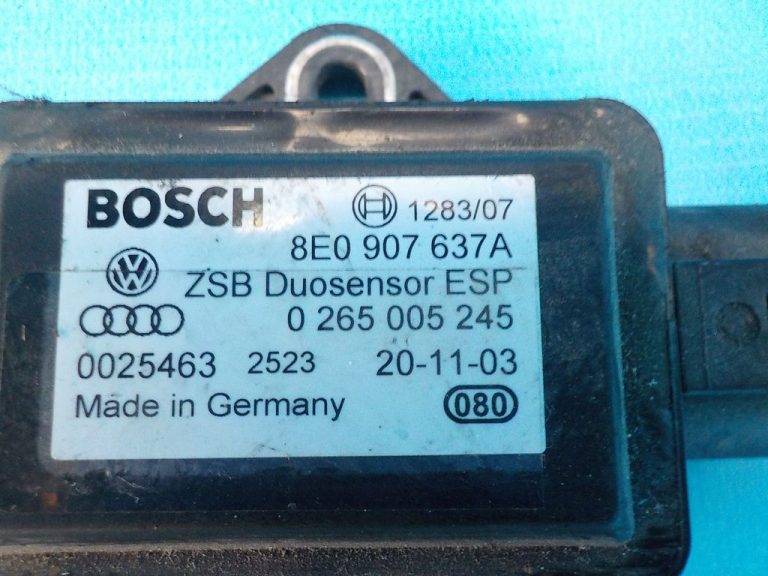 BOSCH 1283/07
8E0 907 637A
ZSB Duosensor ESP
0 265 005 245
0025463 2523 20-11-03
Made in Germany 080